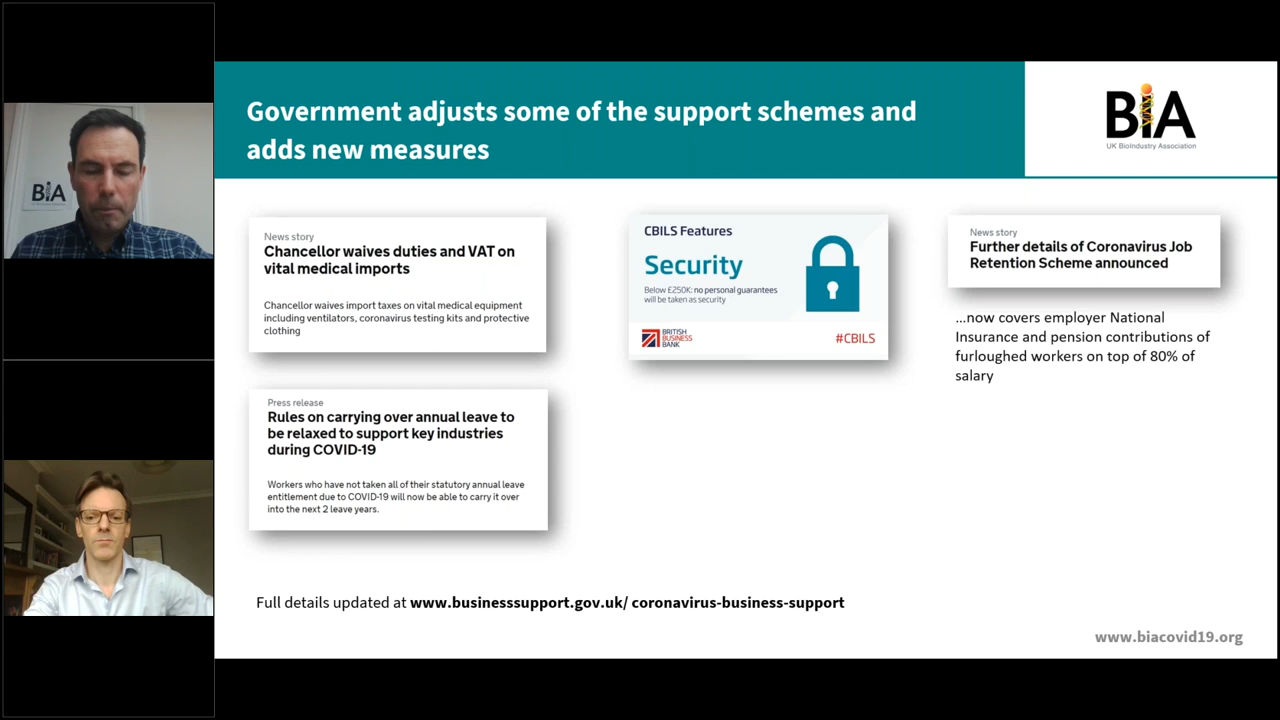 Government adjusts some of the support schemes and
adds new measures
BIA
UK BioIndustry Association
BIA
News story
Chancellor waives duties and VAT on
vital medical imports
Chancellor waives import taxes on vital medical equipment
including ventilators, coronavirus testing kits and protective
clothing
Press release
Rules on carrying over annual leave to
be relaxed to support key industries
during COVID-19
Workers who have not taken all of their statutory annual leave
entitlement due to COVID-19 will now be able to carry it over
into the next 2 leave years.
CBILS Features
Security
Below £250K: no personal guarantees
will be taken as security
BRITISH
BUSINESS
BANK
#CBILS
News story
Further details of Coronavirus Job
Retention Scheme announced
...now covers employer National
Insurance and pension contributions of
furloughed workers on top of 80% of
salary
Full details updated at www.businesssupport.gov.uk/ coronavirus-business-support
www.biacovid19.org